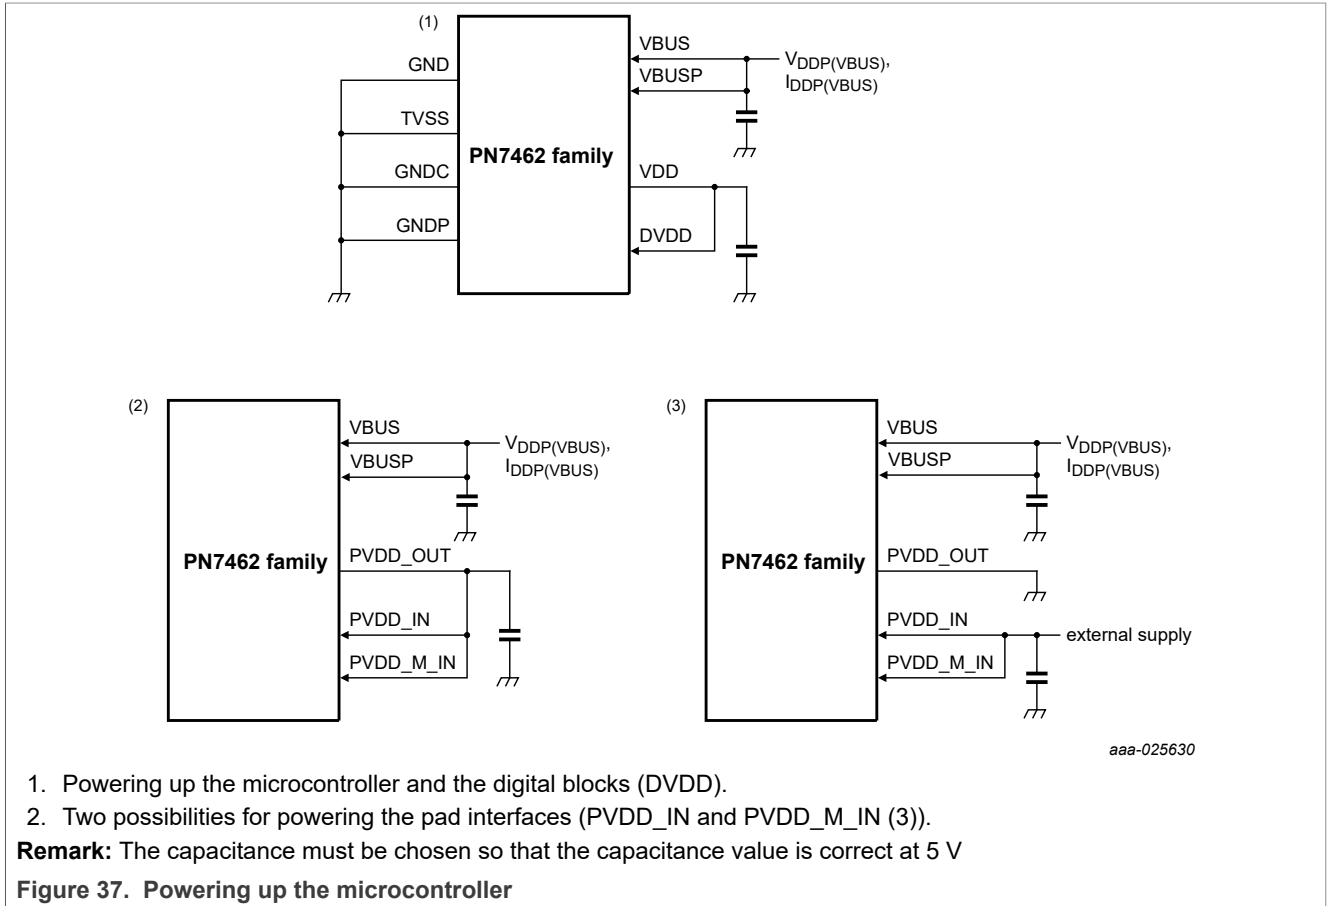 (1)
GND
TVSS
GNDC
GNDP
PN7462 family
VBUS
VBUSP
VDDP(VBUS),
IDDP(VBUS)
VDD
DVDD
(2)
PN7462 family
VBUS
VBUSP
VDDP(VBUS),
IDDP(VBUS)
PVDD_OUT
PVDD_IN
PVDD_M_IN
(3)
PN7462 family
VBUS
VBUSP
VDDP(VBUS),
IDDP(VBUS)
PVDD_OUT
PVDD_IN
PVDD_M_IN
external supply
aaa-025630
1. Powering up the microcontroller and the digital blocks (DVDD).
2. Two possibilities for powering the pad interfaces (PVDD_IN and PVDD_M_IN (3)).
Remark: The capacitance must be chosen so that the capacitance value is correct at 5 V
Figure 37. Powering up the microcontroller